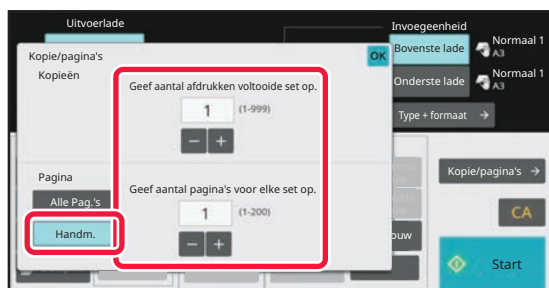 Uitvoerlade
Invoegeenheid
Bovenste lade
Normaal 1
A3
Onderste lade
Normaal 1
A3
Type + formaat
Kopie/pagina's
OK
Kopieën
Geef aantal afdrukken voltooide set op.
1 (1-999)
Pagina
Alle Pag.'s
Handm.
Geef aantal pagina's voor elke set op.
1 (1-200)
Kopie/pagina's
CA
Start